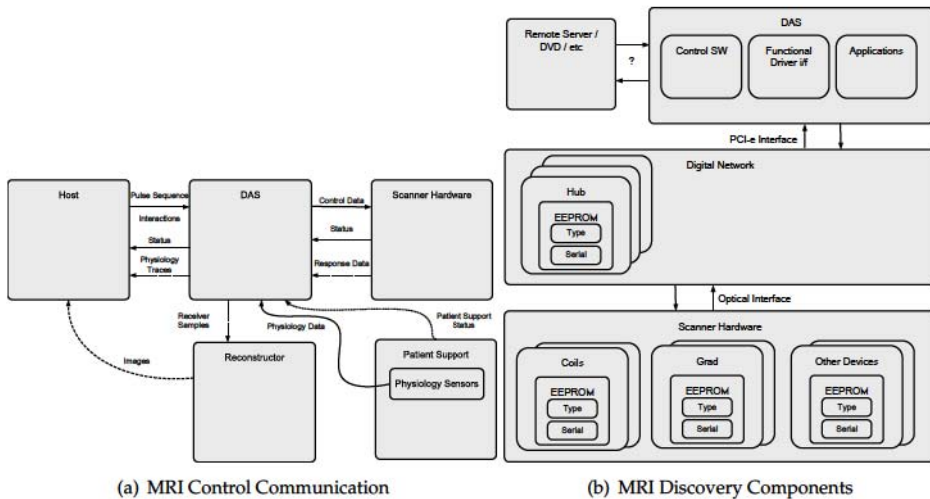 Host
Pulse Sequence
Interactions
Status
Physiology
Traces
DAS
Control Data
Status
Response Data
Scanner Hardware
Receiver
Samples
Physiology Data
Patient Support
Status
Images
Reconstructor
Patient Support
Physiology Sensors
(a) MRI Control Communication
Remote Server /
DVD / etc
?
DAS
Control SW
Functional
Driver i/f
Applications
PCI-e Interface
Digital Network
Hub
EEPROM
Type
Serial
Optical Interface
Scanner Hardware
Coils
EEPROM
Type
Serial
Grad
EEPROM
Type
Serial
Other Devices
EEPROM
Type
Serial
(b) MRI Discovery Components